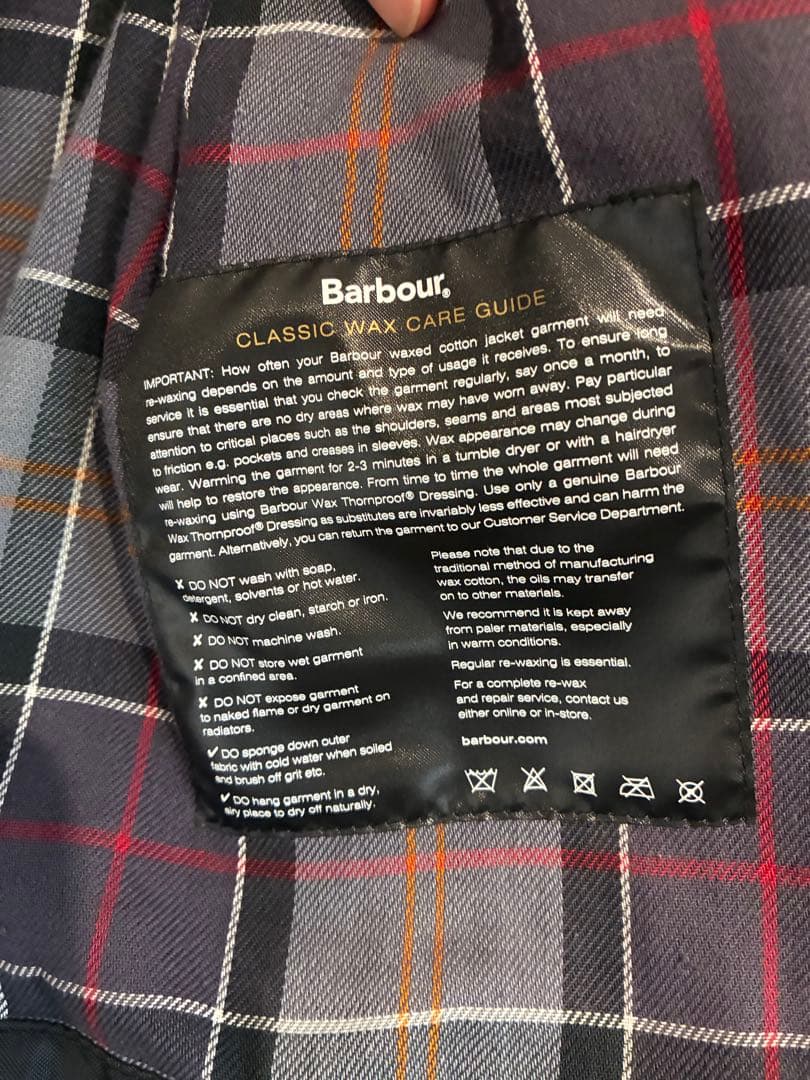 Barbour®
CLASSIC WAX CARE GUIDE
IMPORTANT: How often your Barbour waxed cotton jacket garment will need
re-waxing depends on the amount and type of usage it receives. To ensure long
service it is essential that you check the garment regularly, say once a month, to
ensure that there are no dry areas where wax may have worn away. Pay particular
attention to critical places such as the shoulders, seams and areas most subjected
to friction e.g. pockets and creases in sleeves. Wax appearance may change during
wear. Warming the garment for 2-3 minutes in a tumble dryer or with a hairdryer
will help to restore the appearance. From time to time the whole garment will need
re-waxing using Barbour Wax Thornproof® Dressing. Use only a genuine Barbour
Wax Thornproof® Dressing as substitutes are invariably less effective and can harm the
garment. Alternatively, you can return the garment to our Customer Service Department.
✗ DO NOT wash with soap,
detergent, solvents or hot water.
✗ DO NOT dry clean, starch or iron.
✗ DO NOT machine wash.
✗ DO NOT store wet garment
in a confined area.
✗ DO NOT expose garment
to naked flame or dry garment on
radiators.
✓ DO sponge down outer
fabric with cold water when soiled
and brush off grit etc.
✓ DO hang garment in a dry,
airy place to dry off naturally.
Please note that due to the
traditional method of manufacturing
wax cotton, the oils may transfer
on to other materials.
We recommend it is kept away
from paler materials, especially
in warm conditions.
Regular re-waxing is essential.
For a complete re-wax
and repair service, contact us
either online or in-store.
barbour.com